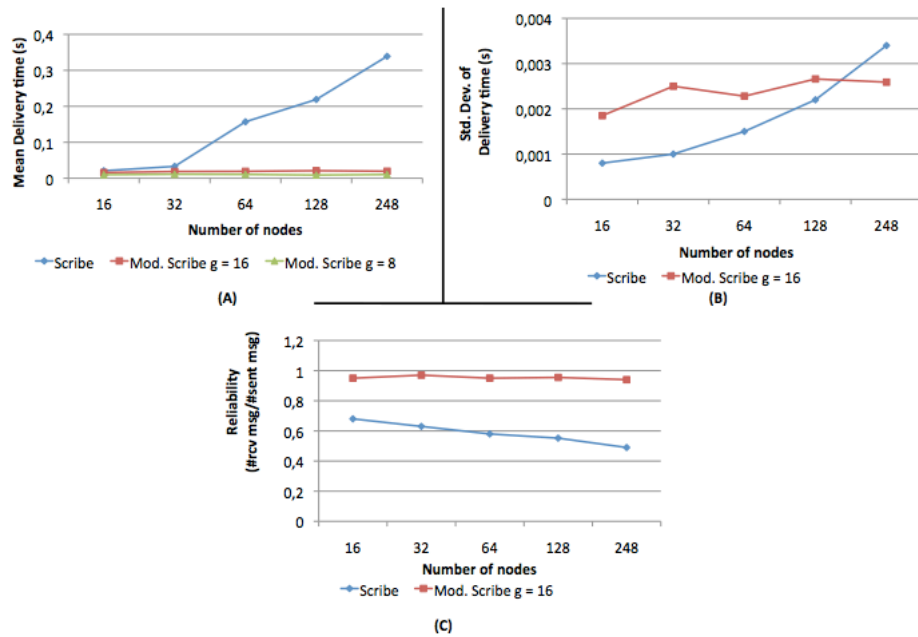 Mean Delivery time (s)
0,4
0,3
0,2
0,1
0
16 32 64 128 248
Number of nodes
Scribe Mod. Scribe g = 16 Mod. Scribe g = 8
(A)
Std. Dev. of
Delivery time (s)
0,004
0,003
0,002
0,001
0
16 32 64 128 248
Number of nodes
Scribe Mod. Scribe g = 16
(B)
Reliability
(#rcv msg/#sent msg)
1,2
1
0,8
0,6
0,4
0,2
0
16 32 64 128 248
Number of nodes
Scribe Mod. Scribe g = 16
(C)